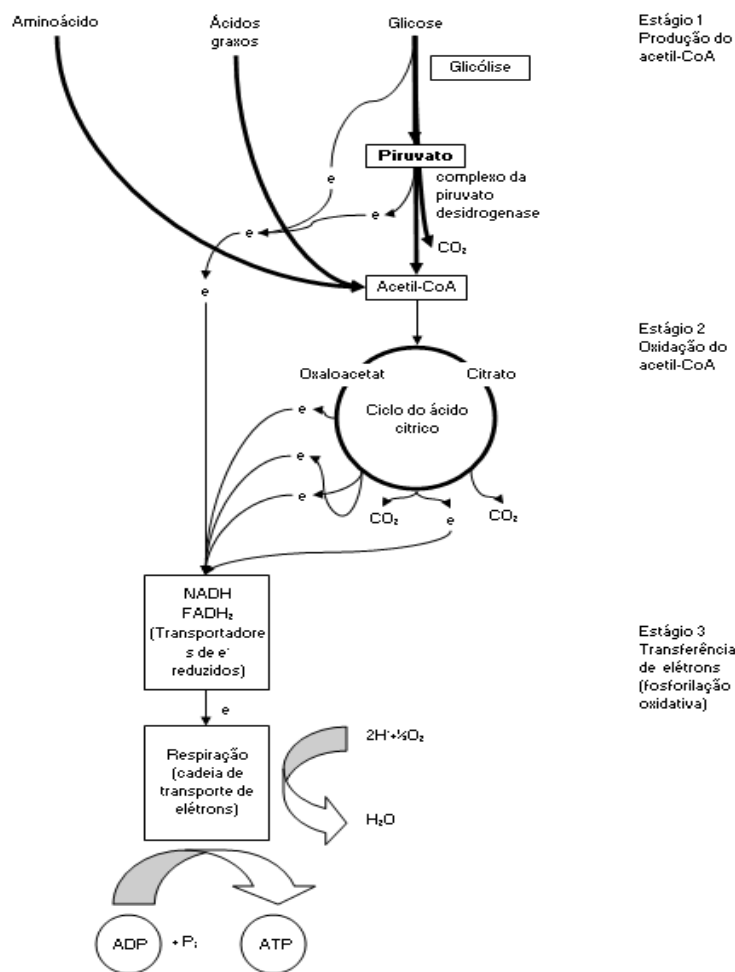 Aminoácido
Ácidos
graxos
Glicose
Estágio 1
Produção do
acetil-CoA
Glicólise
Piruvato
complexo da
piruvato
desidrogenase
e
e
e
CO₂
e
Acetil-CoA
Estágio 2
Oxidação do
acetil-CoA
Oxaloacetat
Citrato
Ciclo do ácido
cítrico
e
e
e
CO₂
e
CO₂
NADH
FADH₂
(Transportadore
s de e⁻
reduzidos)
Estágio 3
Transferência
de elétrons
(fosforilação
oxidativa)
e
Respiração
(cadeia de
transporte de
elétrons)
2H⁺+½O₂
H₂O
ADP
+ Pᵢ
ATP